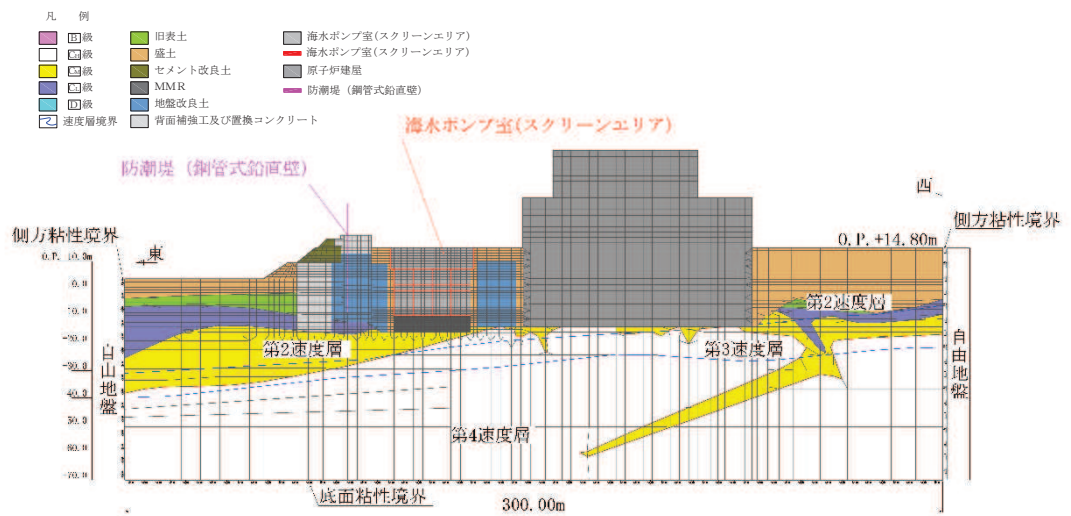 凡 例
B級
CH級
CM級
CL級
D級
速度層境界
旧表土
盛土
セメント改良土
MMR
地盤改良土
背面補強工及び置換コンクリート
海水ポンプ室(スクリーンエリア)
海水ポンプ室(スクリーンエリア)
原子炉建屋
防潮堤 (鋼管式鉛直壁)
海水ポンプ室(スクリーンエリア)
防潮堤 (鋼管式鉛直壁)
西
側方粘性境界
側方粘性境界
東
O.P. +14.80m
0.0
-10.0
第2速度層
第2速度層
第3速度層
自由地盤
自由地盤
第4速度層
-60.0
-70.0
底面粘性境界
300.00m